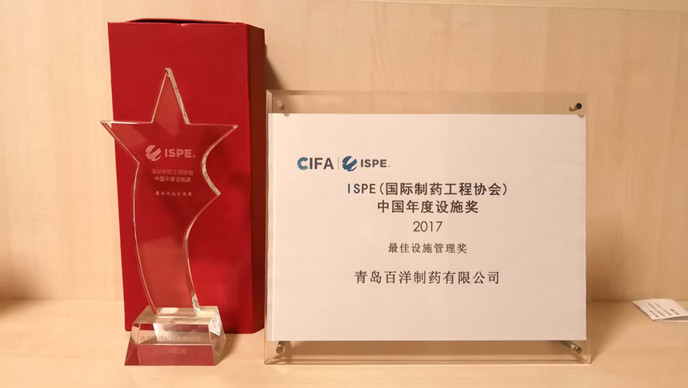 ISPE
ISPE
国际制药工程协会
中国年度设施奖
CIFA
ISPE
ISPE(国际制药工程协会)
中国年度设施奖
2017
最佳设施管理奖
青岛百洋制药有限公司